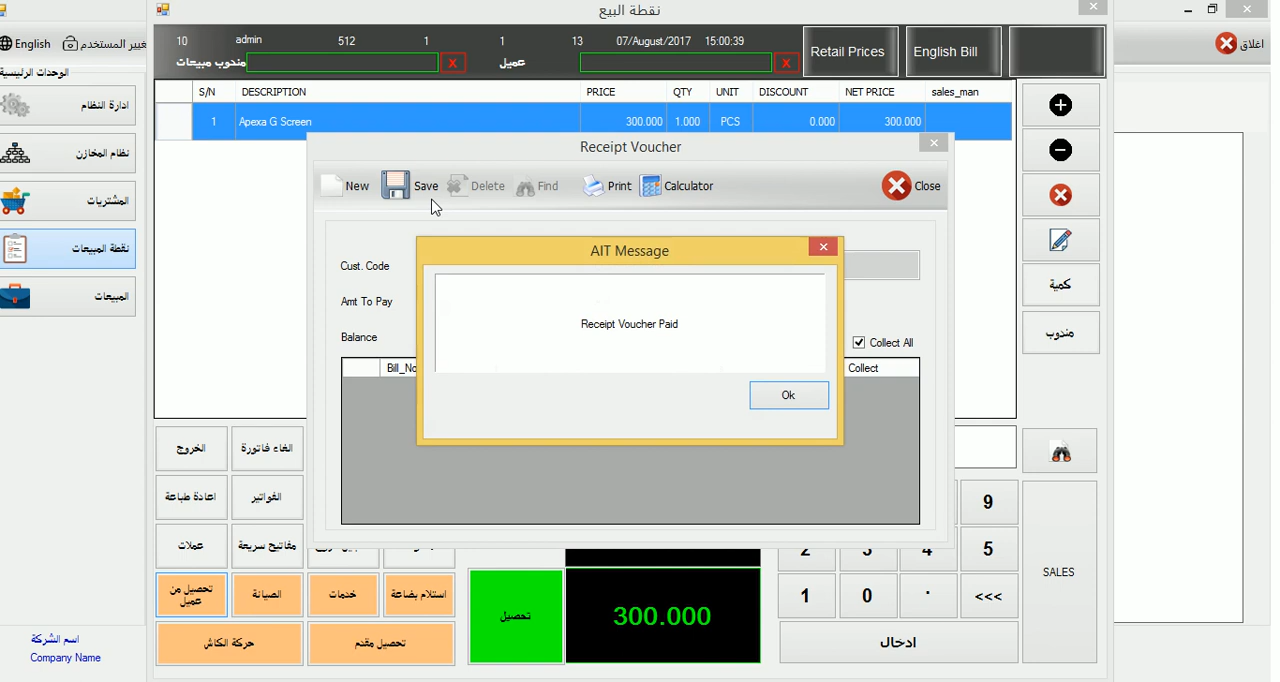 نقطة البيع
English
تغيير المستخدم
الوحدات الرئيسية
ادارة النظام
نظام المخازن
المشتريات
نقطة المبيعات
المبيعات
اسم الشركة
Company Name
اغلاق
10 admin 512 1 1 13 07/August/2017 15:00:39
مندوب مبيعات X
عميل X
Retail Prices
English Bill
S/N DESCRIPTION PRICE QTY UNIT DISCOUNT NET PRICE sales_man
1 Apexa G Screen 300.000 1.000 PCS 0.000 300.000
Receipt Voucher
New Save Delete Find Print Calculator Close
Cust. Code
Amt To Pay
Balance
Collect All
Bill_No Collect
AIT Message
Receipt Voucher Paid
Ok
كمية
مندوب
الخروج
الغاء فاتورة
اعادة طباعة
الفواتير
عملات
مفاتيح سريعة
تحصيل من عميل
الصيانة
خدمات
استلام بضاعة
حركة الكاش
تحصيل مقدم
تحصيل
300.000
9
2 3 4 5
1 0 . <<<
ادخال
SALES